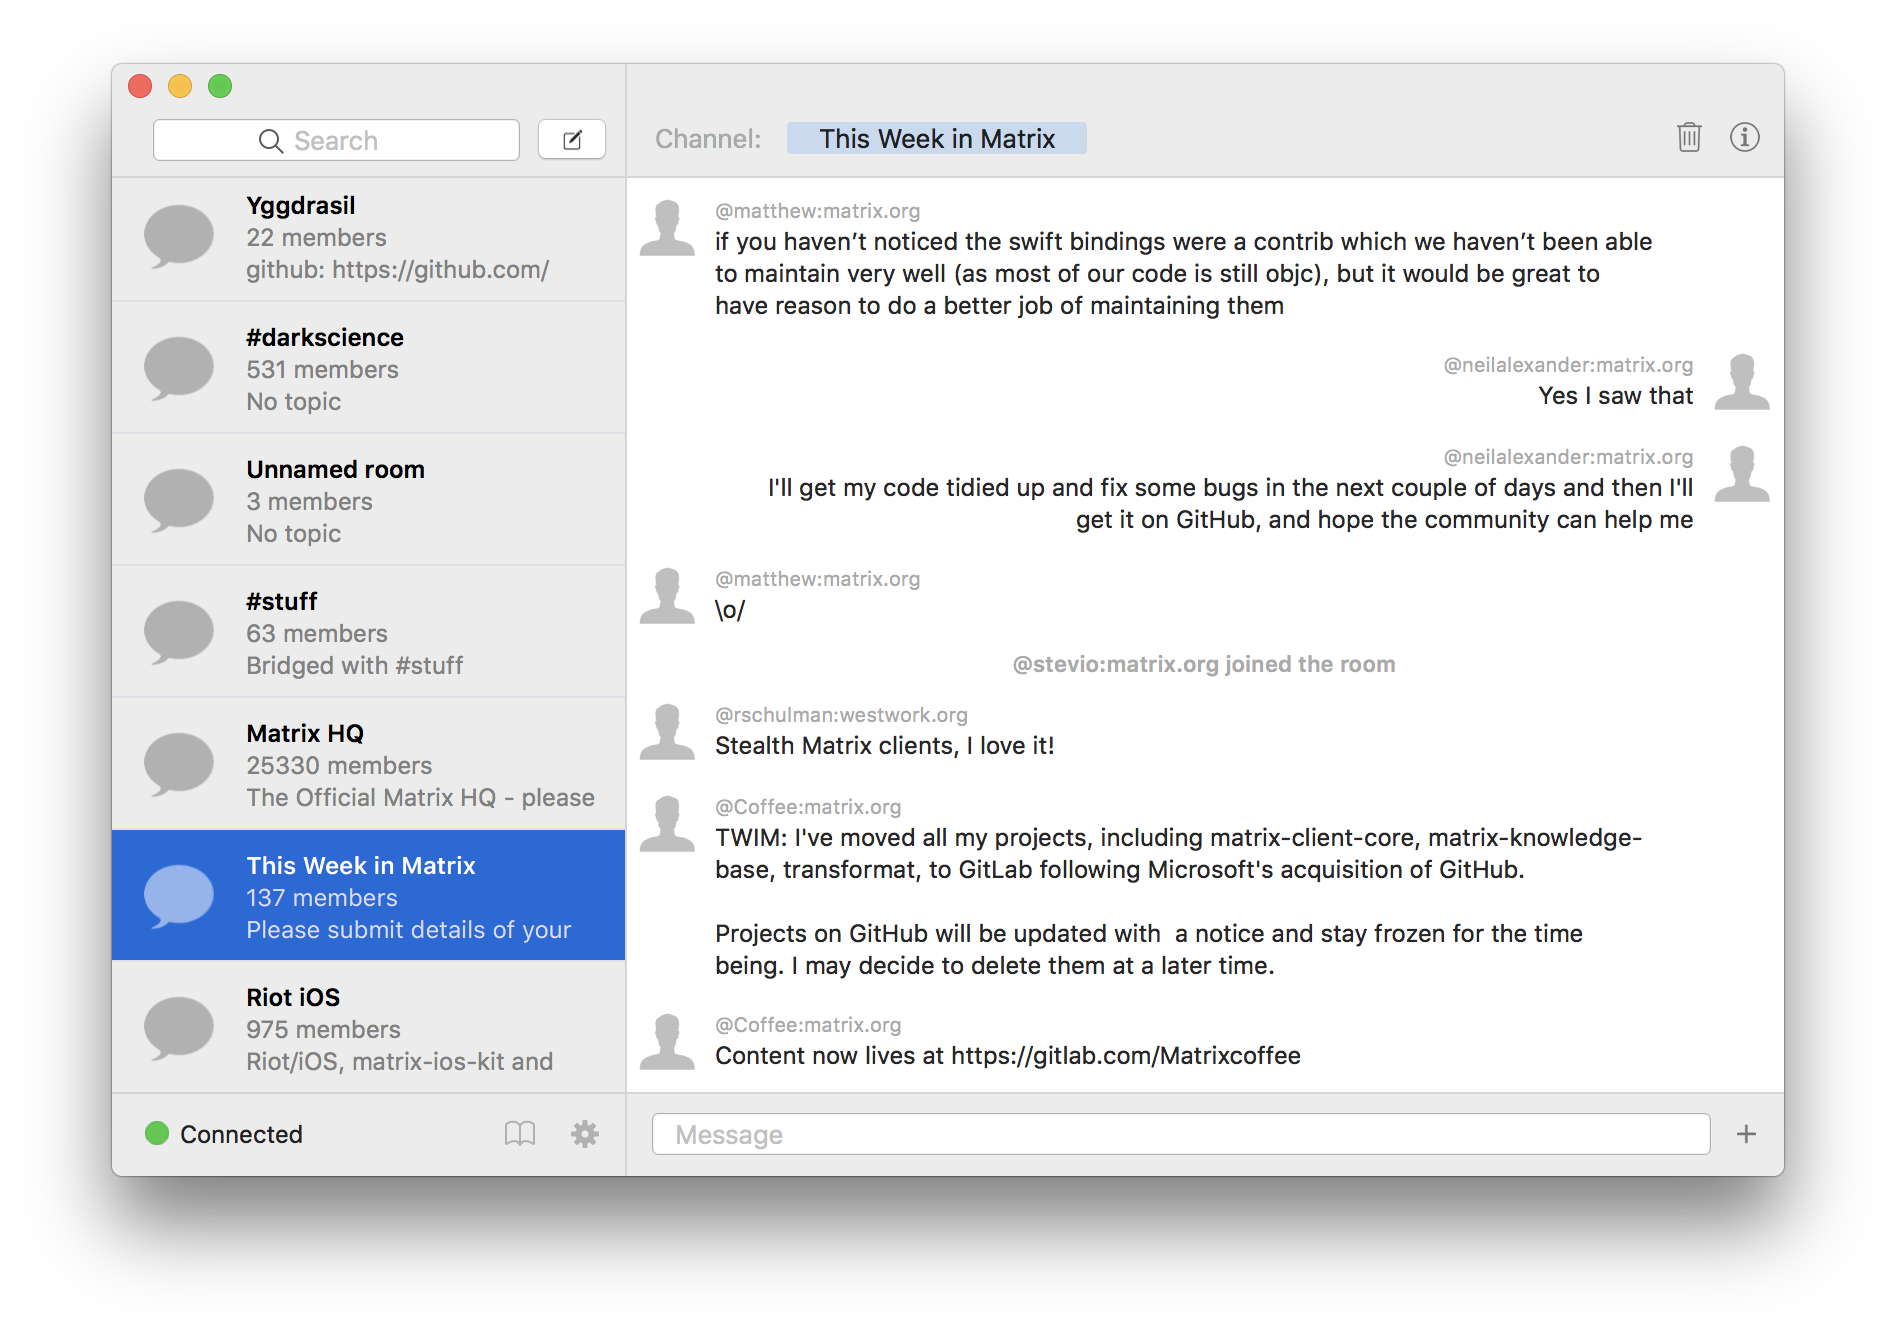 Search
Yggdrasil
22 members
github: https://github.com/
#darkscience
531 members
No topic
Unnamed room
3 members
No topic
#stuff
63 members
Bridged with #stuff
Matrix HQ
25330 members
The Official Matrix HQ - please
This Week in Matrix
137 members
Please submit details of your
Riot iOS
975 members
Riot/iOS, matrix-ios-kit and
Connected
Channel: This Week in Matrix
@matthew:matrix.org
if you haven’t noticed the swift bindings were a contrib which we haven’t been able
to maintain very well (as most of our code is still objc), but it would be great to
have reason to do a better job of maintaining them
@neilalexander:matrix.org
Yes I saw that
@neilalexander:matrix.org
I'll get my code tidied up and fix some bugs in the next couple of days and then I'll
get it on GitHub, and hope the community can help me
@matthew:matrix.org
\o/
@stevio:matrix.org joined the room
@rschulman:westwork.org
Stealth Matrix clients, I love it!
@Coffee:matrix.org
TWIM: I've moved all my projects, including matrix-client-core, matrix-knowledge-
base, transformat, to GitLab following Microsoft's acquisition of GitHub.
Projects on GitHub will be updated with  a notice and stay frozen for the time
being. I may decide to delete them at a later time.
@Coffee:matrix.org
Content now lives at https://gitlab.com/Matrixcoffee
Message